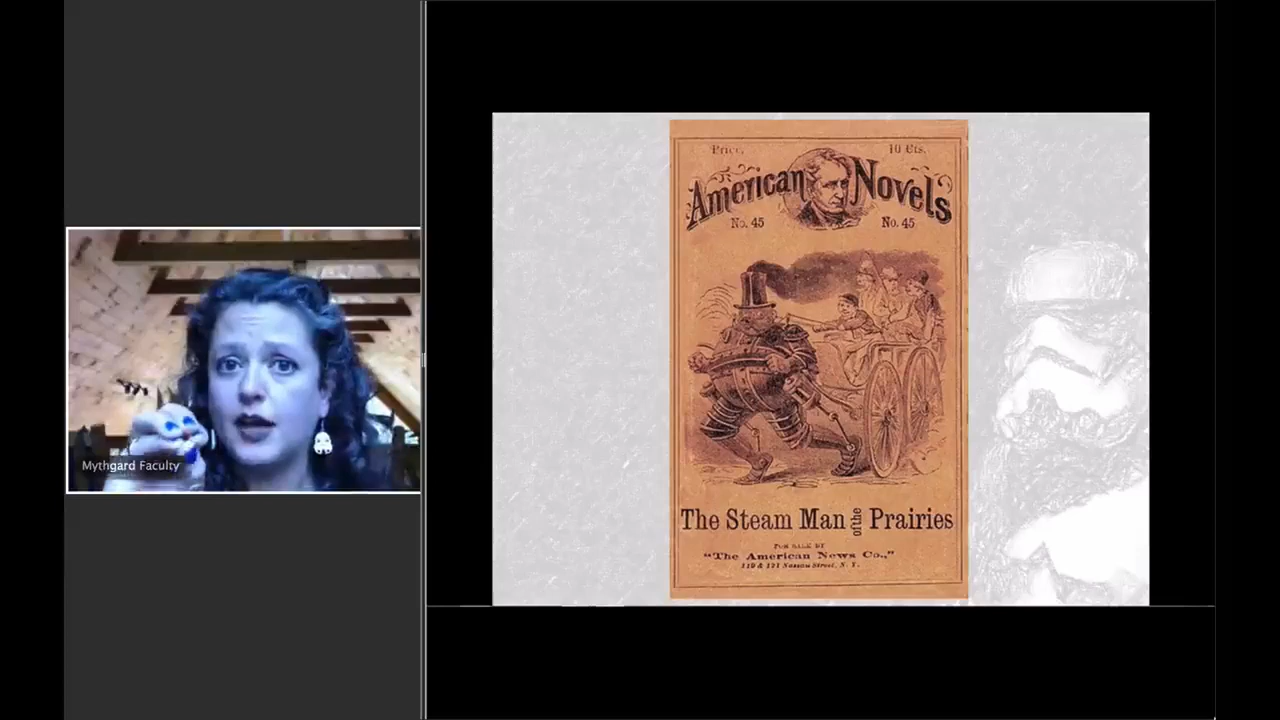 Mythgard Faculty
Price, 10 Cts.
American Novels
No. 45 No. 45
The Steam Man of the Prairies
FOR SALE BY
"The American News Co.,"
119 & 121 Nassau Street, N. Y.